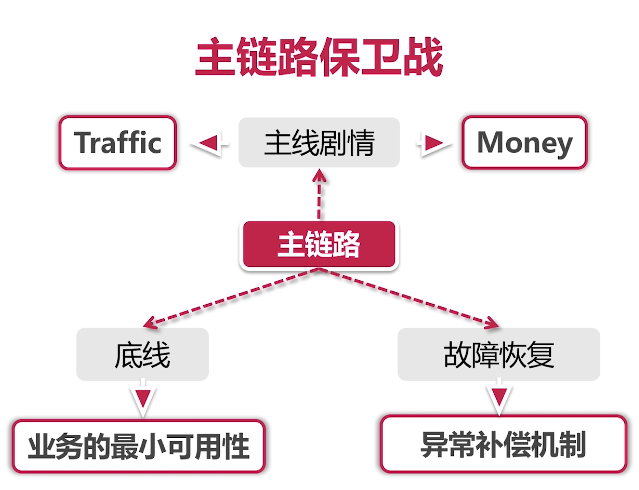 主链路保卫战
Traffic
主线剧情
Money
主链路
底线
故障恢复
业务的最小可用性
异常补偿机制